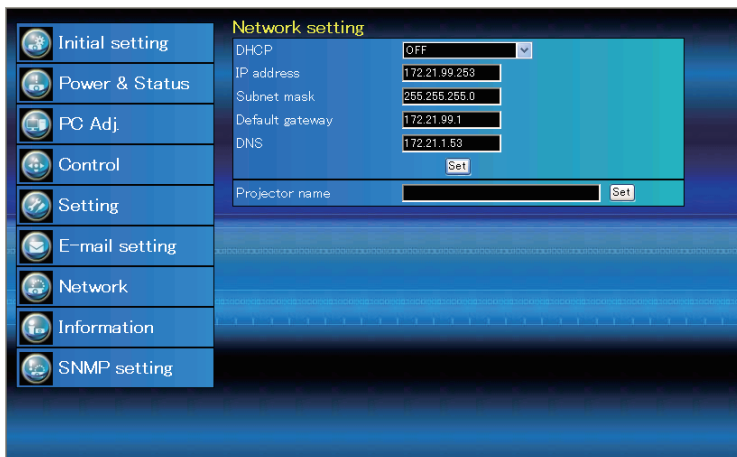 Initial setting
Power & Status
PC Adj.
Control
Setting
E-mail setting
Network
Information
SNMP setting
Network setting
DHCP OFF
IP address 172.21.99.253
Subnet mask 255.255.255.0
Default gateway 172.21.99.1
DNS 172.21.1.53
Set
Projector name Set